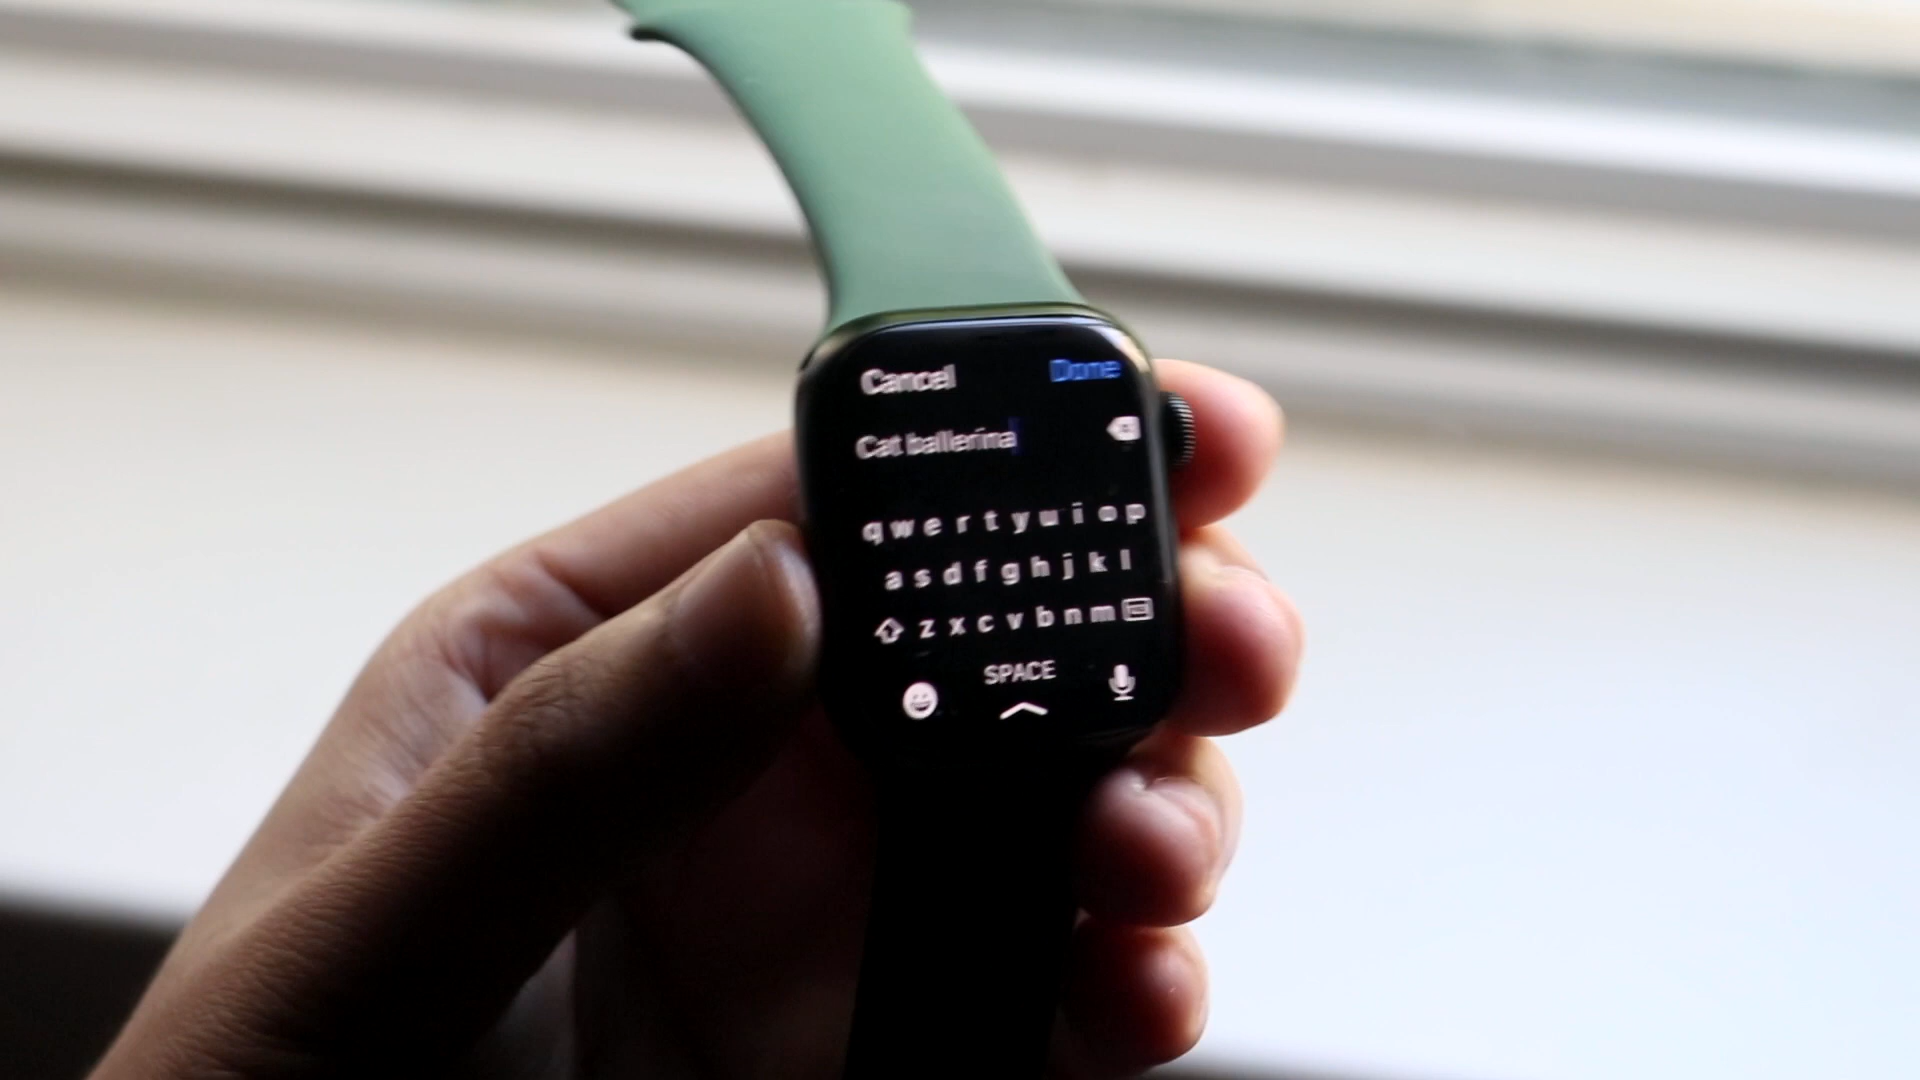 Cancel Done
Cat ballerina
q w e r t y u i o p
a s d f g h j k l
z x c v b n m
SPACE